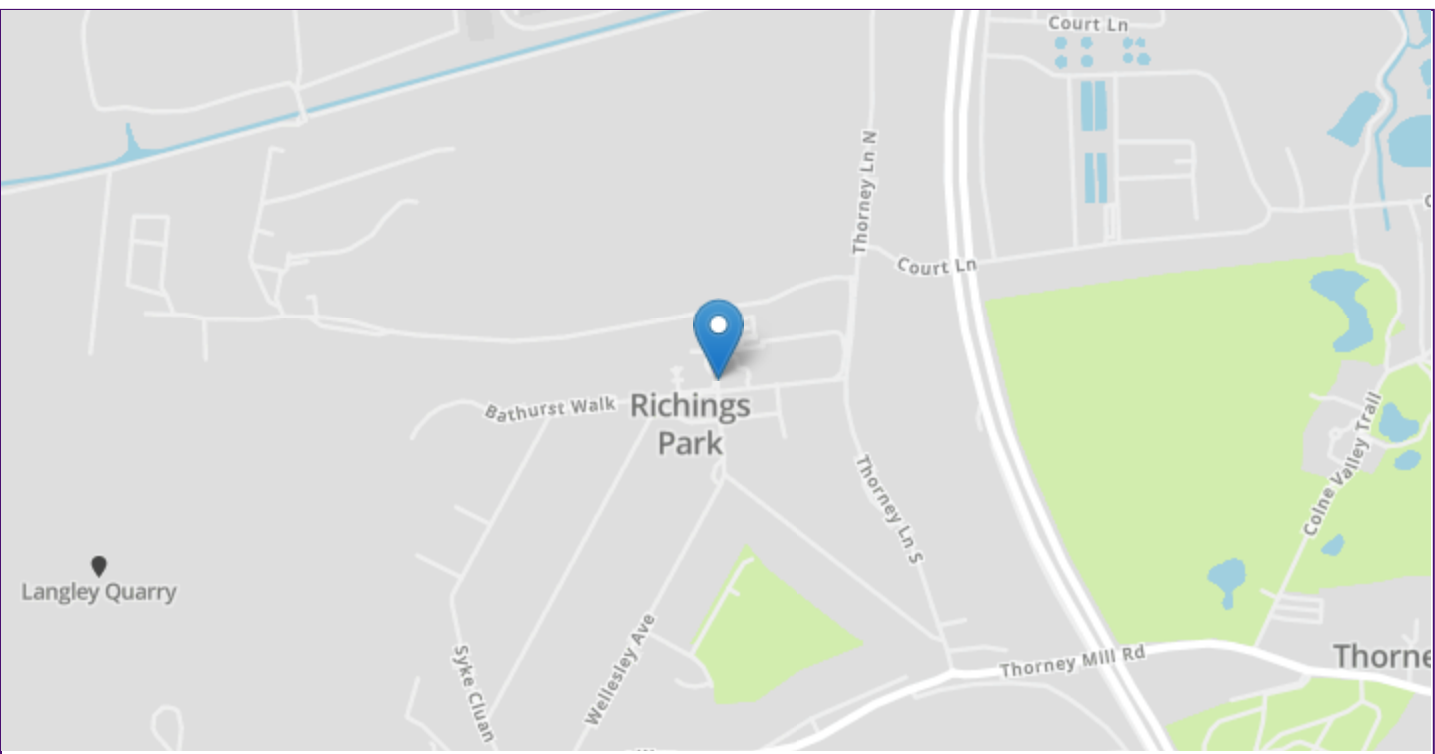 Court Ln
Thorney Ln N
Court Ln
Bathurst Walk
Richings
Park
Colne Valley Trail
Thorney Ln S
Langley Quarry
Wellesley Ave
Syke Cluan
Thorney Mill Rd
Thorne